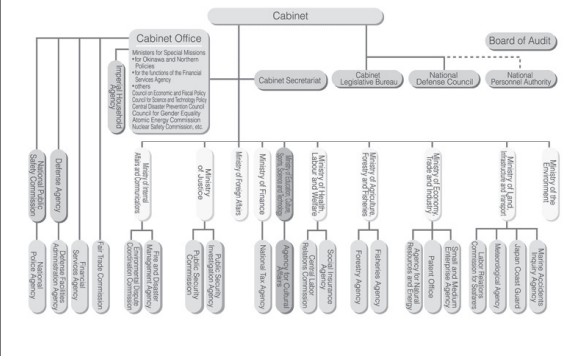 Cabinet
Cabinet Office
Ministers for Special Missions
•for Okinawa and Northern
Policies
•for the functions of the Financial
Services Agency
•others
Council on Economic and Fiscal Policy
Council for Science and Technology Policy
Central Disaster Prevention Council
Council for Gender Equality
Atomic Energy Commission
Nuclear Safety Commission, etc.
Board of Audit
Imperial Household
Agency
Cabinet Secretariat
Cabinet
Legislative Bureau
National
Defense Council
National
Personnel Authority
National Public
Safety Commission
Defense Agency
Ministry of Internal
Affairs and Communications
Ministry
of Justice
Ministry of Foreign Affairs
Ministry of Finance
Ministry of Education, Culture,
Sports, Science and Technology
Ministry of Health,
Labour and Welfare
Ministry of Agriculture,
Forestry and Fisheries
Ministry of Economy,
Trade and Industry
Ministry of Land,
Infrastructure and Transport
Ministry of the
Environment
National
Police Agency
Defense Facilities
Administration Agency
Financial
Services Agency
Fair Trade Commission
Environmental Dispute
Coordination Commission
Fire and Disaster
Management Agency
Public Security
Commission
Public Security
Investigation Agency
National Tax Agency
Agency for Cultural
Affairs
Central Labor
Relations Commission
Social Insurance
Agency
Forestry Agency
Fisheries Agency
Agency for Natural
Resources and Energy
Patent Office
Small and Medium
Enterprise Agency
Labor Relations
Commission for Seafarers
Meteorological Agency
Japan Coast Guard
Marine Accidents
Inquiry Agency